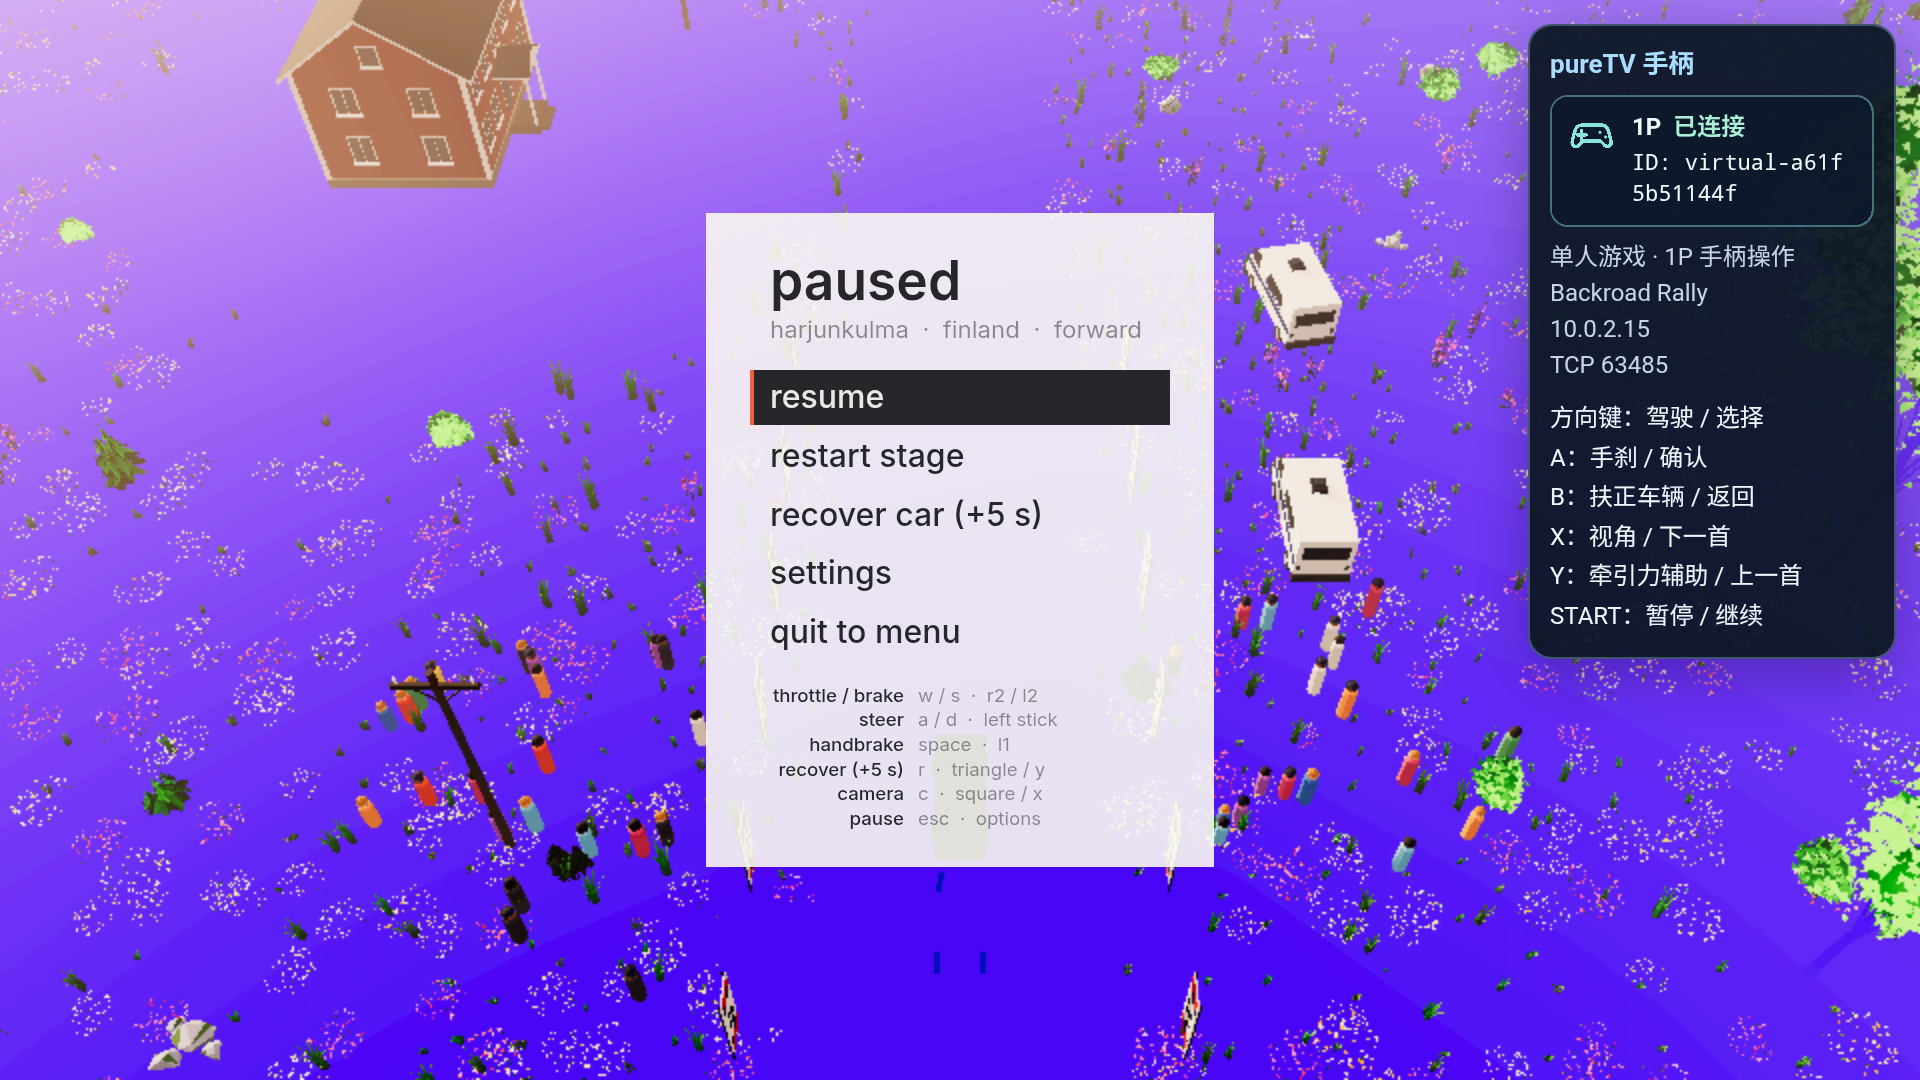 paused
harjunkulma · finland · forward
resume
restart stage
recover car (+5 s)
settings
quit to menu
throttle / brake w / s · r2 / l2
steer a / d · left stick
handbrake space · l1
recover (+5 s) r · triangle / y
camera c · square / x
pause esc · options
pureTV 手柄
1P 已连接
ID: virtual-a61f
5b51144f
单人游戏 · 1P 手柄操作
Backroad Rally
10.0.2.15
TCP 63485
方向键：驾驶 / 选择
A：手刹 / 确认
B：扶正车辆 / 返回
X：视角 / 下一首
Y：牵引力辅助 / 上一首
START：暂停 / 继续